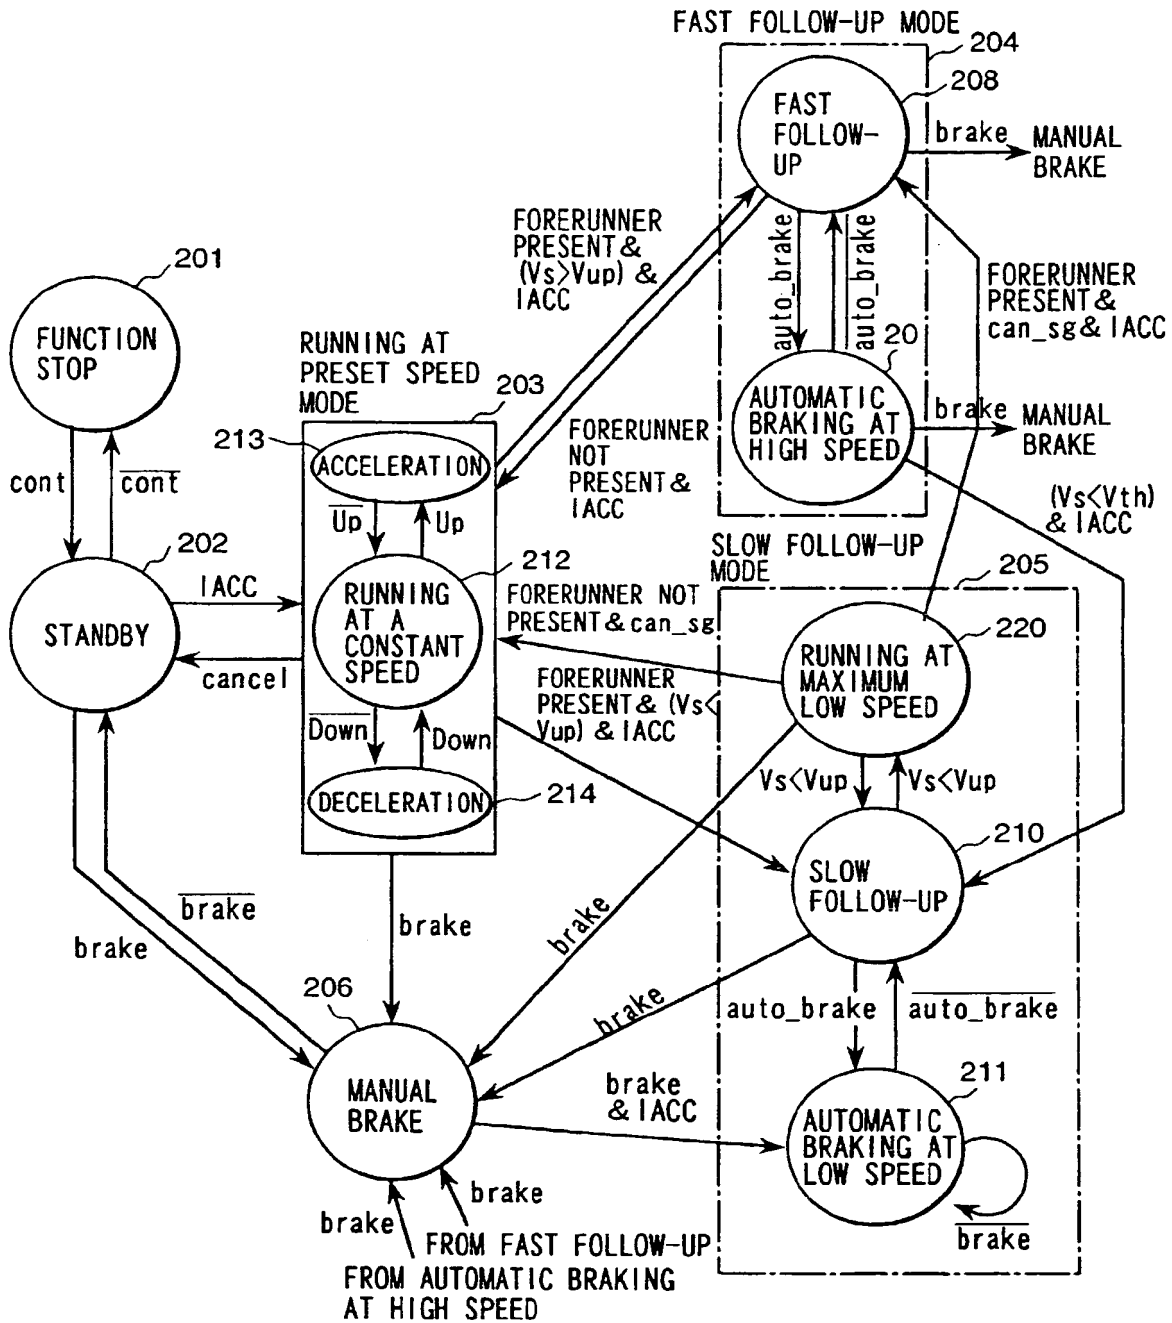 FAST FOLLOW-UP MODE
204
208
FAST
FOLLOW-
UP
brake
MANUAL
BRAKE
FORERUNNER
PRESENT &
(Vs>Vup) &
IACC
auto_brake
auto_brake
FORERUNNER
PRESENT &
can_sg & IACC
201
FUNCTION
STOP
RUNNING AT
PRESET SPEED
MODE
203
20
AUTOMATIC
BRAKING AT
HIGH SPEED
brake
MANUAL
BRAKE
213
ACCELERATION
FORERUNNER
NOT
PRESENT &
IACC
cont
cont
Up
Up
(Vs<Vth)
& IACC
202
STANDBY
IACC
cancel
212
RUNNING
AT A
CONSTANT
SPEED
SLOW FOLLOW-UP
MODE
205
FORERUNNER NOT
PRESENT & can_sg
220
RUNNING AT
MAXIMUM
LOW SPEED
FORERUNNER
PRESENT & (Vs<
Vup) & IACC
Down
Down
DECELERATION
214
Vs<Vup
Vs<Vup
210
SLOW
FOLLOW-UP
brake
brake
brake
brake
brake
auto_brake
auto_brake
206
MANUAL
BRAKE
brake
& IACC
211
AUTOMATIC
BRAKING AT
LOW SPEED
brake
brake
brake
FROM FAST FOLLOW-UP
FROM AUTOMATIC BRAKING
AT HIGH SPEED